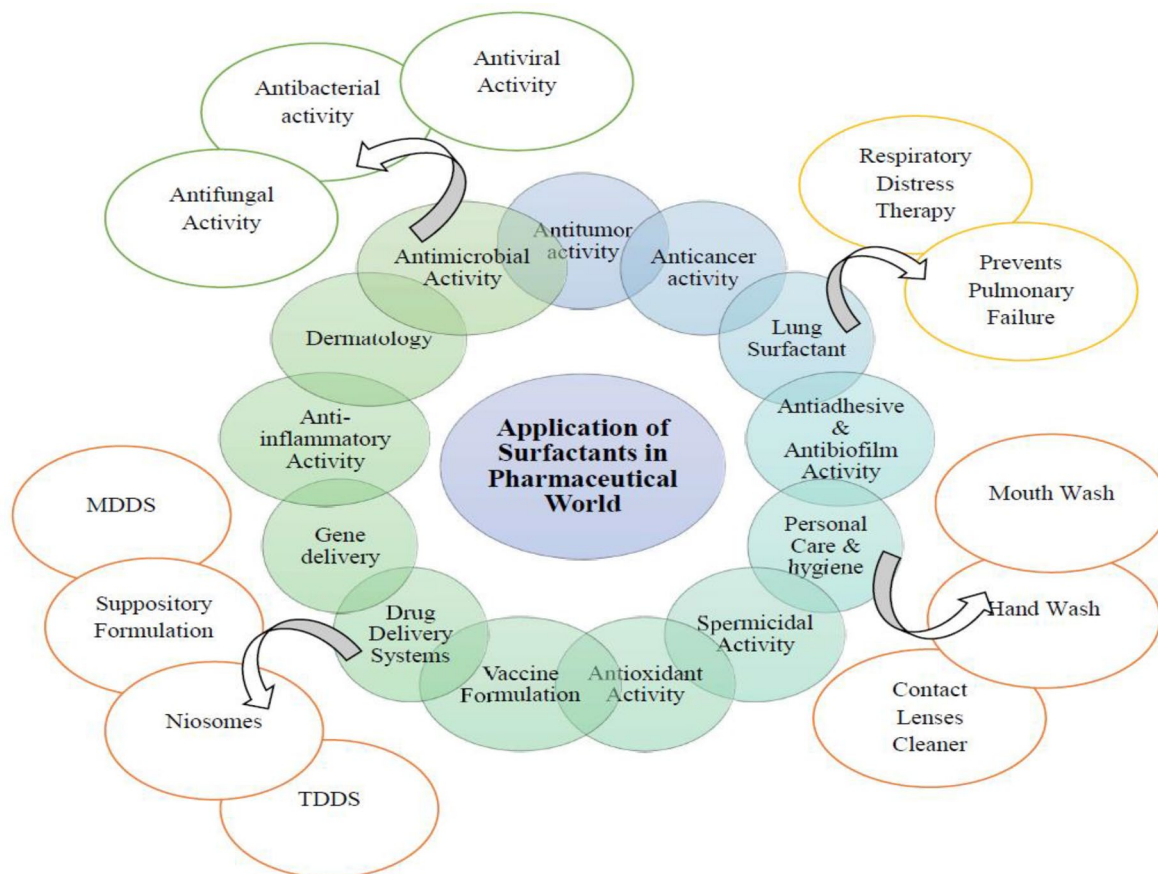 Antiviral
Activity
Antibacterial
activity
Antifungal
Activity
Respiratory
Distress
Therapy
Prevents
Pulmonary
Failure
Antitumor
activity
Anticancer
activity
Antimicrobial
Activity
Lung
Surfactant
Dermatology
Antiadhesive
&
Antibiofilm
Activity
Anti-
inflammatory
Activity
Application of
Surfactants in
Pharmaceutical
World
Personal
Care &
hygiene
Mouth Wash
Hand Wash
Contact
Lenses
Cleaner
Gene
delivery
MDDS
Suppository
Formulation
Niosomes
TDDS
Drug
Delivery
Systems
Vaccine
Formulation
Antioxidant
Activity
Spermicidal
Activity